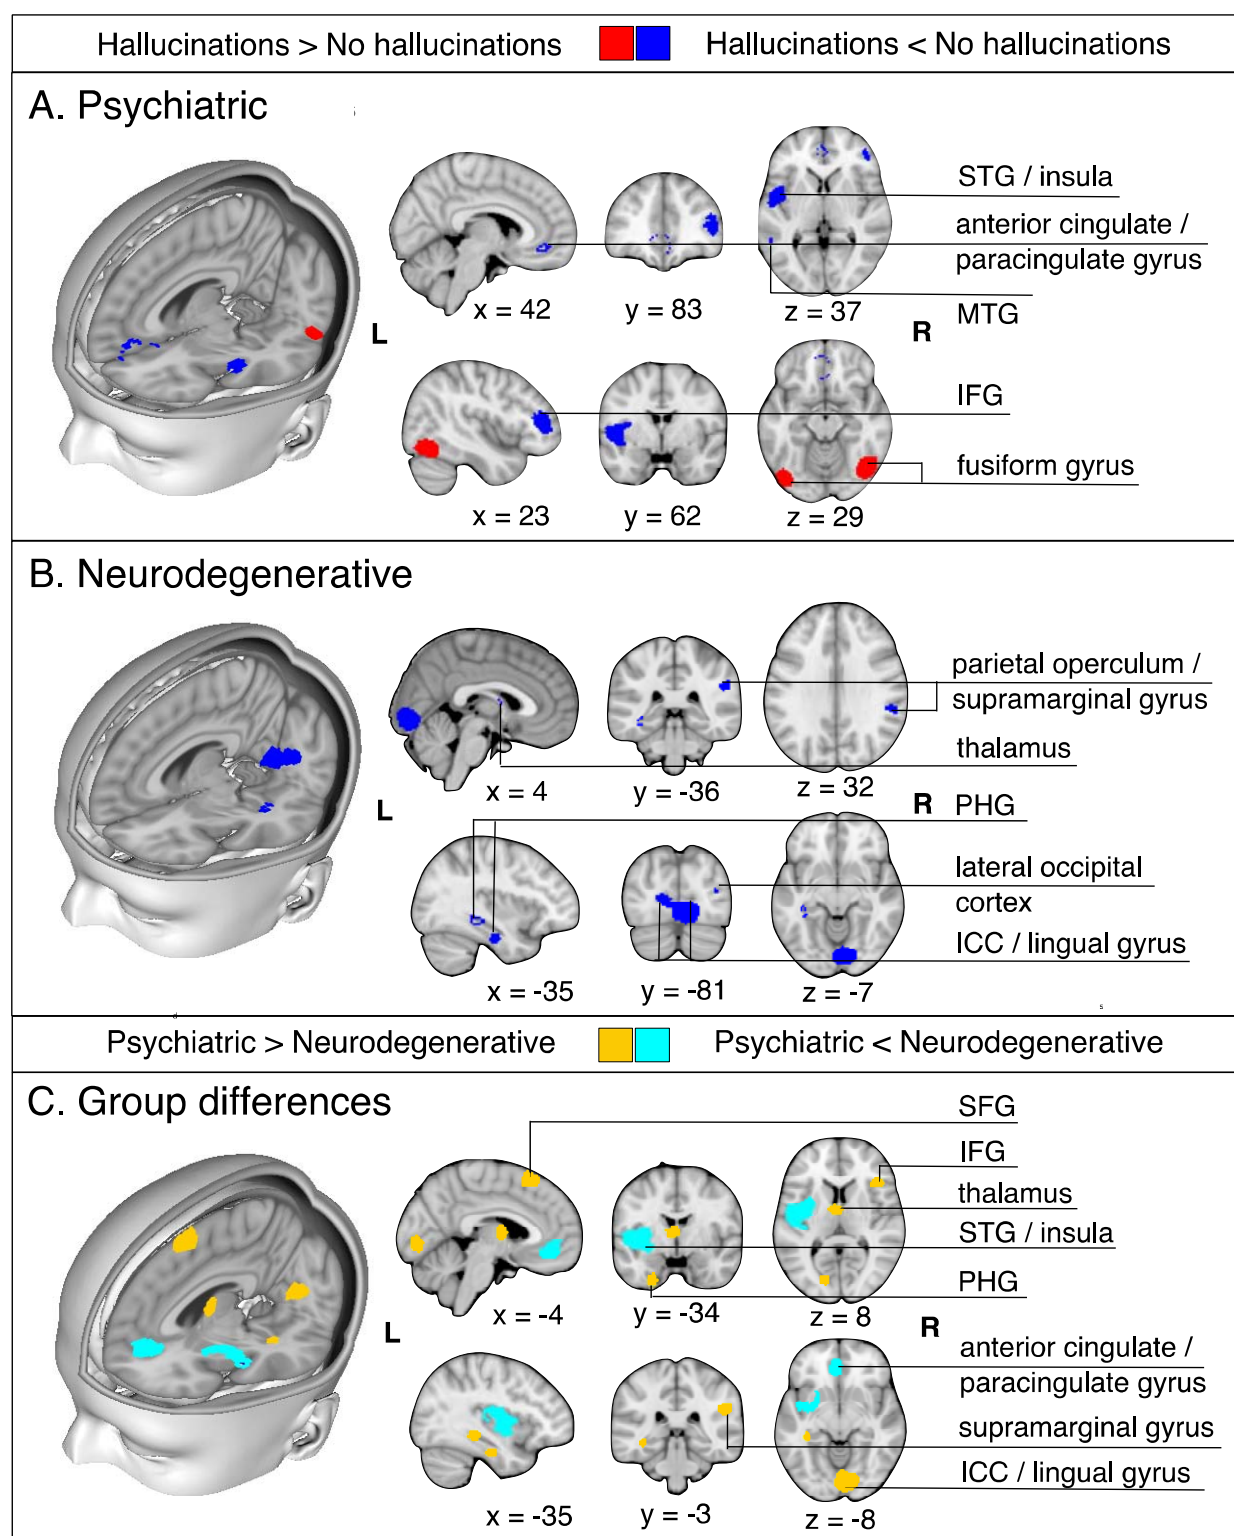 Hallucinations > No hallucinations Hallucinations < No hallucinations
A. Psychiatric
STG / insula
anterior cingulate /
paracingulate gyrus
x = 42 y = 83 z = 37
MTG
L R
IFG
fusiform gyrus
x = 23 y = 62 z = 29
B. Neurodegenerative
parietal operculum /
supramarginal gyrus
thalamus
x = 4 y = -36 z = 32
L R PHG
lateral occipital
cortex
ICC / lingual gyrus
x = -35 y = -81 z = -7
Psychiatric > Neurodegenerative Psychiatric < Neurodegenerative
C. Group differences
SFG
IFG
thalamus
STG / insula
PHG
x = -4 y = -34 z = 8
L R
anterior cingulate /
paracingulate gyrus
supramarginal gyrus
ICC / lingual gyrus
x = -35 y = -3 z = -8